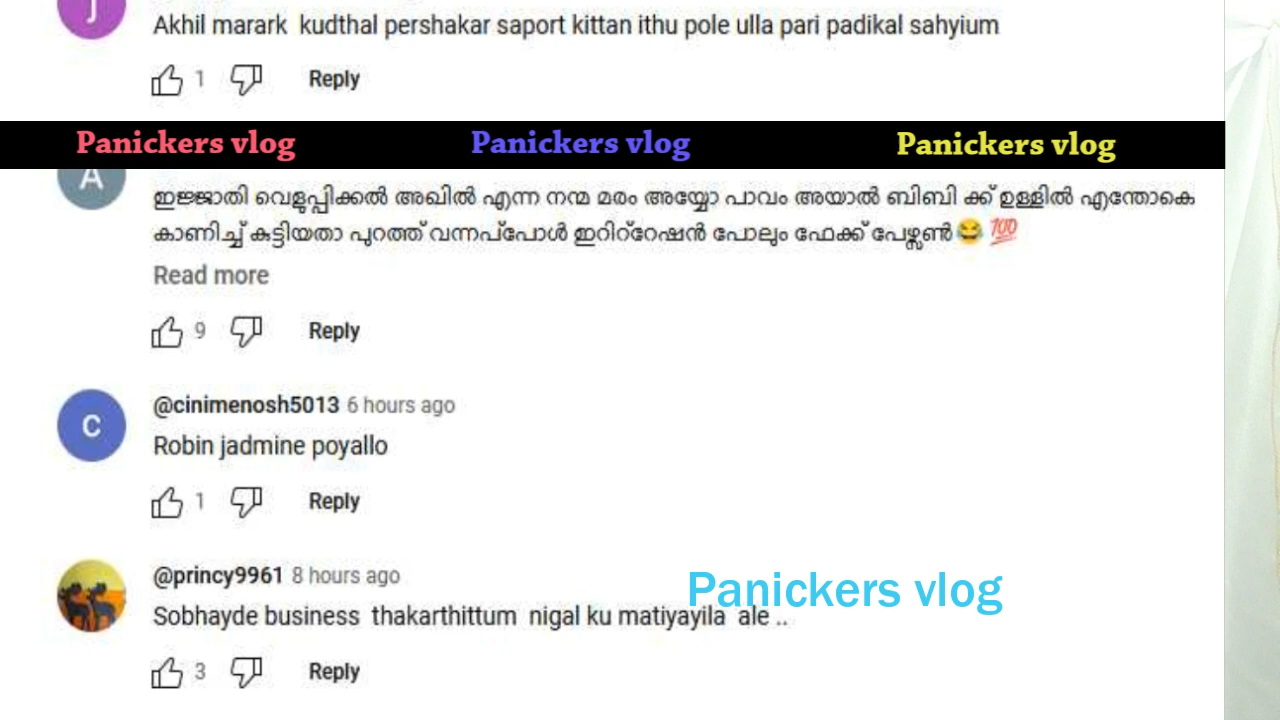 J
Akhil marark kudthal pershakar saport kittan ithu pole ulla pari padikal sahyium
1 Reply
Panickers vlog Panickers vlog Panickers vlog
A
ഇജ്ജാതി വെളുപ്പിക്കൽ അഖിൽ എന്ന നന്മ മരം അയ്യോ പാവം അയാൽ ബിബി ക്ക് ഉള്ളിൽ എന്തോകെ
കാണിച്ച് കുട്ടിയതാ പുറത്ത് വന്നപ്പോൾ ഇറിറ്റേഷൻ പോലും ഫേക്ക് പേഴ്സൺ😂 💯
Read more
9 Reply
C
@cinimenosh5013 6 hours ago
Robin jadmine poyallo
1 Reply
@princy9961 8 hours ago
Panickers vlog
Sobhayde business thakarthittum nigal ku matiyayila ale ..
3 Reply